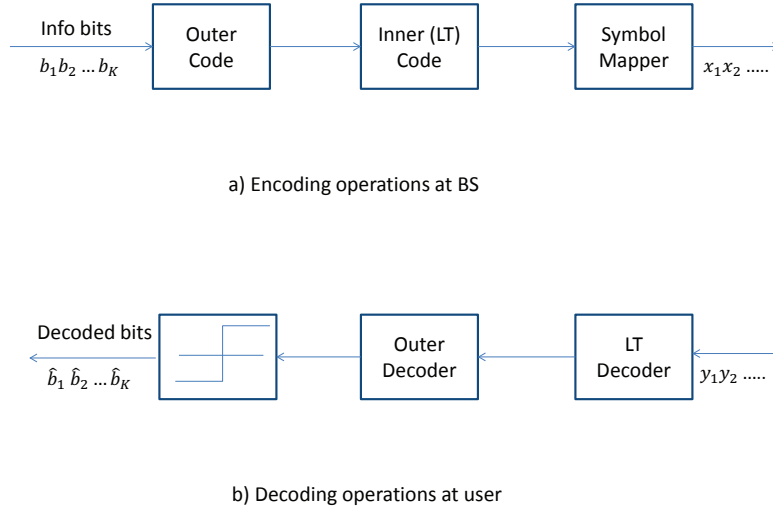 Info bits
b₁b₂ ... b_K
Outer
Code
Inner (LT)
Code
Symbol
Mapper
x₁x₂ .....
a) Encoding operations at BS
Decoded bits
b̂₁ b̂₂ ... b̂_K
Outer
Decoder
LT
Decoder
y₁y₂ .....
b) Decoding operations at user